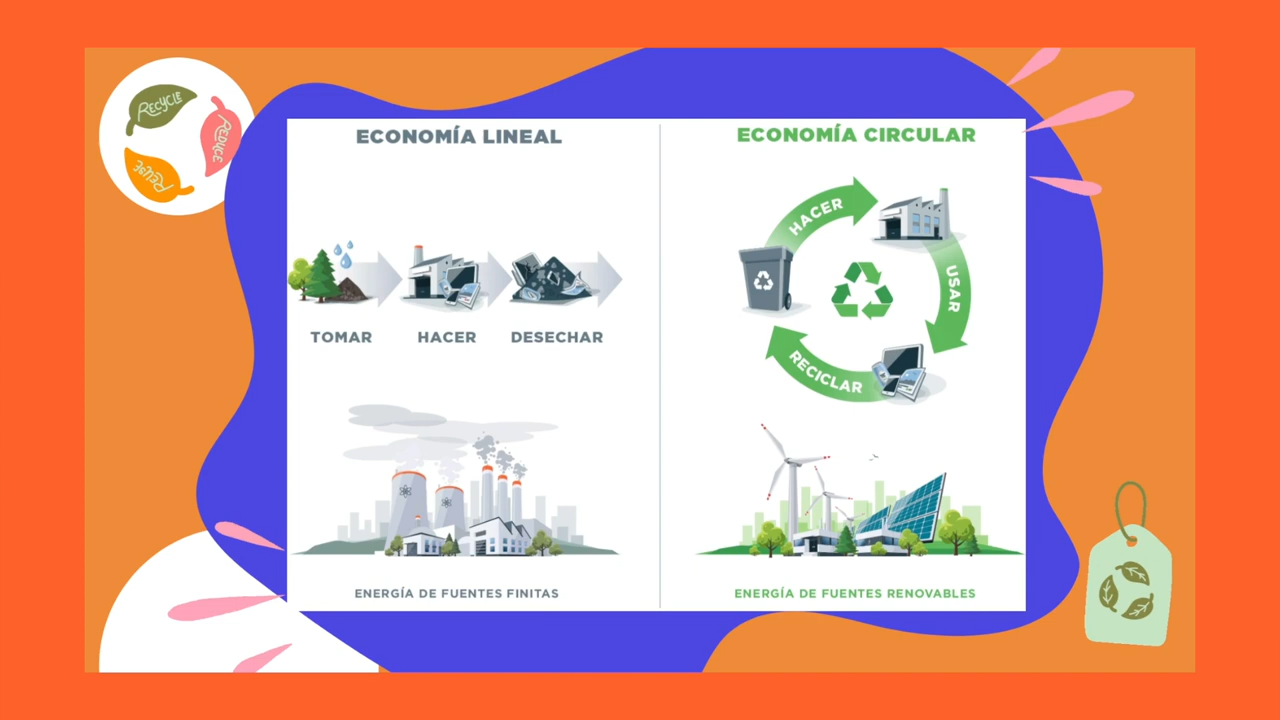 RECYCLE
REDUCE
REUSE
ECONOMÍA LINEAL
TOMAR
HACER
DESECHAR
ENERGÍA DE FUENTES FINITAS
ECONOMÍA CIRCULAR
HACER
USAR
RECICLAR
ENERGÍA DE FUENTES RENOVABLES